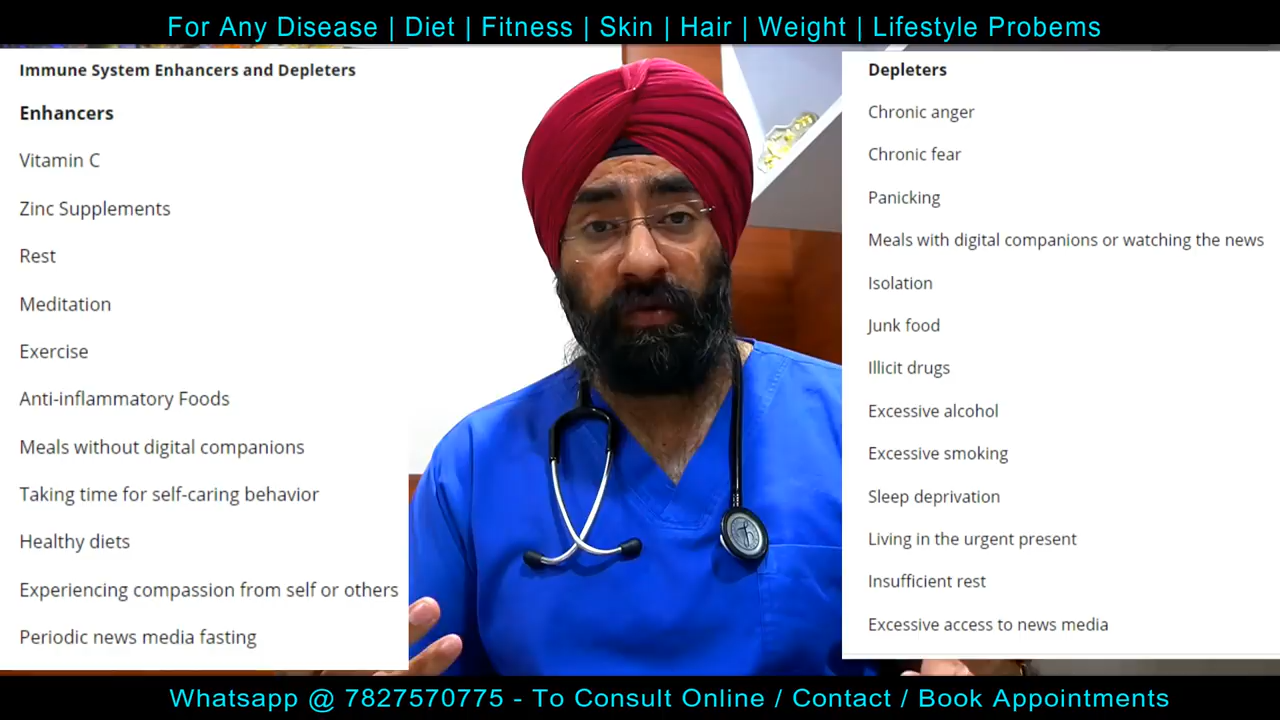 For Any Disease | Diet | Fitness | Skin | Hair | Weight | Lifestyle Probems
Immune System Enhancers and Depleters
Enhancers
Vitamin C
Zinc Supplements
Rest
Meditation
Exercise
Anti-inflammatory Foods
Meals without digital companions
Taking time for self-caring behavior
Healthy diets
Experiencing compassion from self or others
Periodic news media fasting
Depleters
Chronic anger
Chronic fear
Panicking
Meals with digital companions or watching the news
Isolation
Junk food
Illicit drugs
Excessive alcohol
Excessive smoking
Sleep deprivation
Living in the urgent present
Insufficient rest
Excessive access to news media
Whatsapp @ 7827570775 - To Consult Online / Contact / Book Appointments